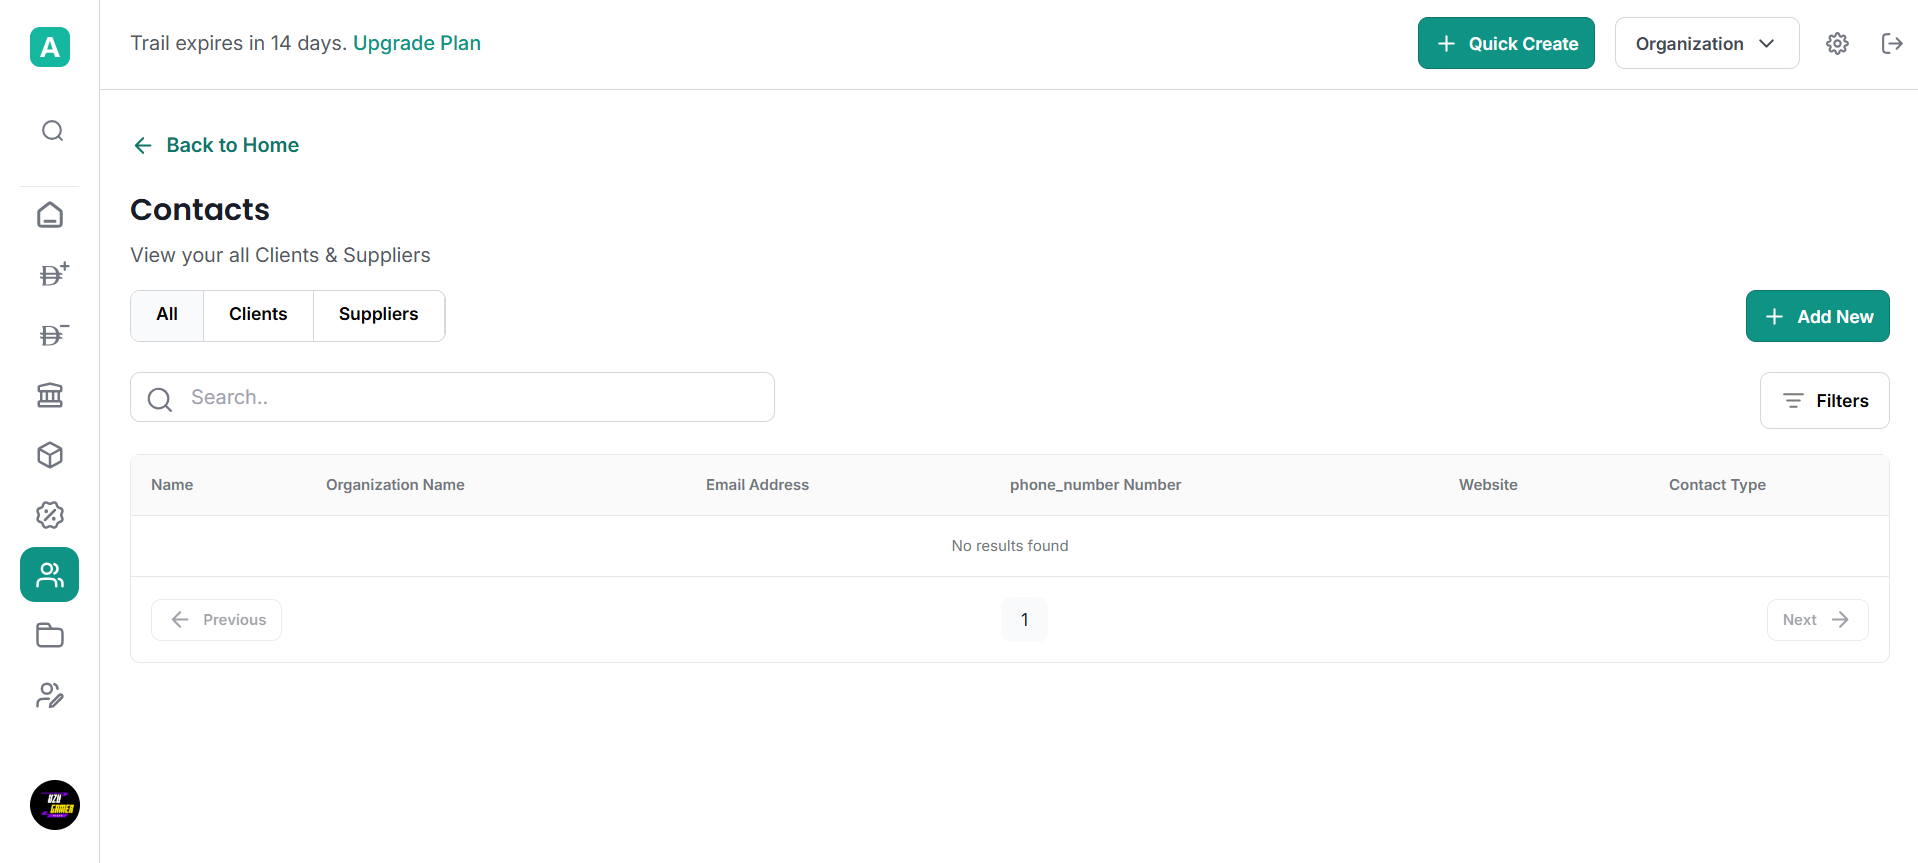 A
Trail expires in 14 days. Upgrade Plan
Quick Create
Organization
Back to Home
Contacts
View your all Clients & Suppliers
All
Clients
Suppliers
Add New
Search..
Filters
Name
Organization Name
Email Address
phone_number Number
Website
Contact Type
No results found
Previous
1
Next
GAMER